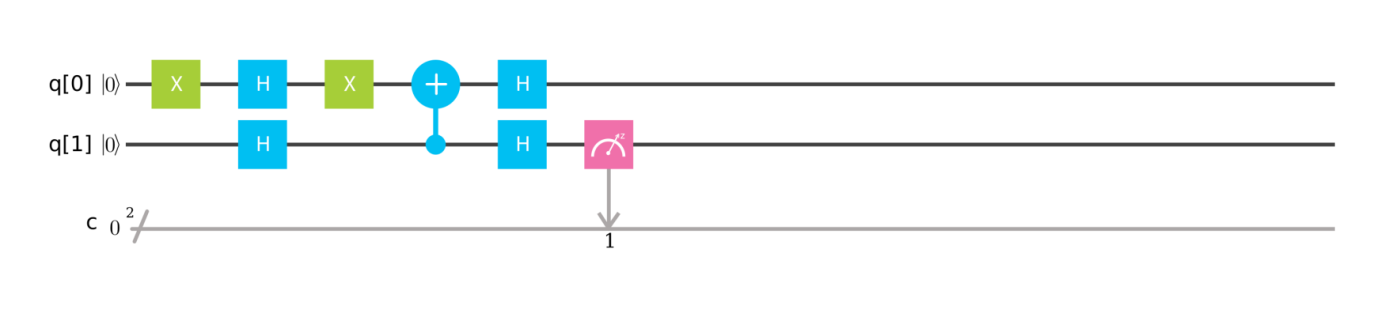 q[0] |0⟩ X H X + H
q[1] |0⟩ H H z
2
c 0
1